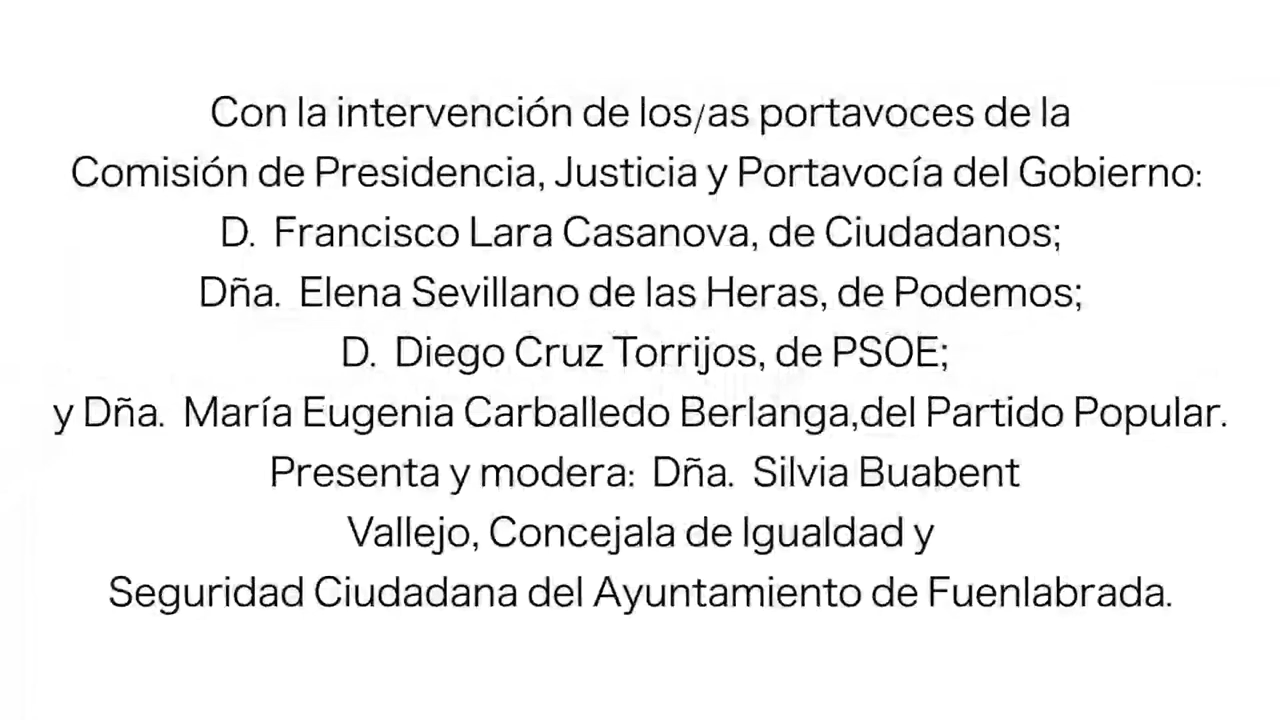 Con la intervención de los/as portavoces de la
Comisión de Presidencia, Justicia y Portavocía del Gobierno:
D. Francisco Lara Casanova, de Ciudadanos;
Dña. Elena Sevillano de las Heras, de Podemos;
D. Diego Cruz Torrijos, de PSOE;
y Dña. María Eugenia Carballedo Berlanga,del Partido Popular.
Presenta y modera: Dña. Silvia Buabent
Vallejo, Concejala de Igualdad y
Seguridad Ciudadana del Ayuntamiento de Fuenlabrada.